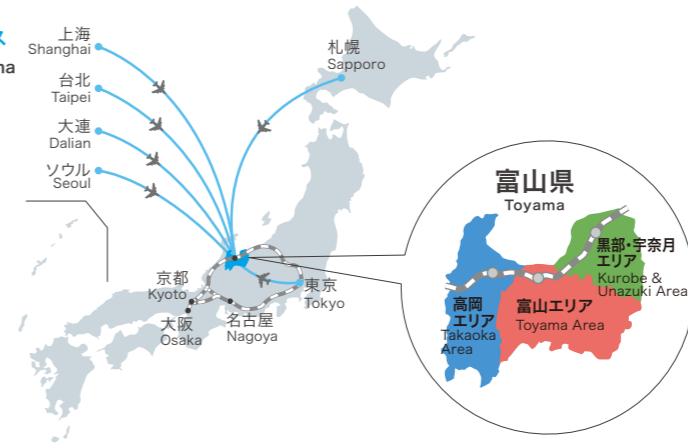 ス
ma
上海
Shanghai
台北
Taipei
大連
Dalian
ソウル
Seoul
札幌
Sapporo
京都
Kyoto
大阪
Osaka
名古屋
Nagoya
東京
Tokyo
富山県
Toyama
黒部・宇奈月
エリア
Kurobe &
Unazuki Area
高岡
エリア
Takaoka
Area
富山エリア
Toyama Area